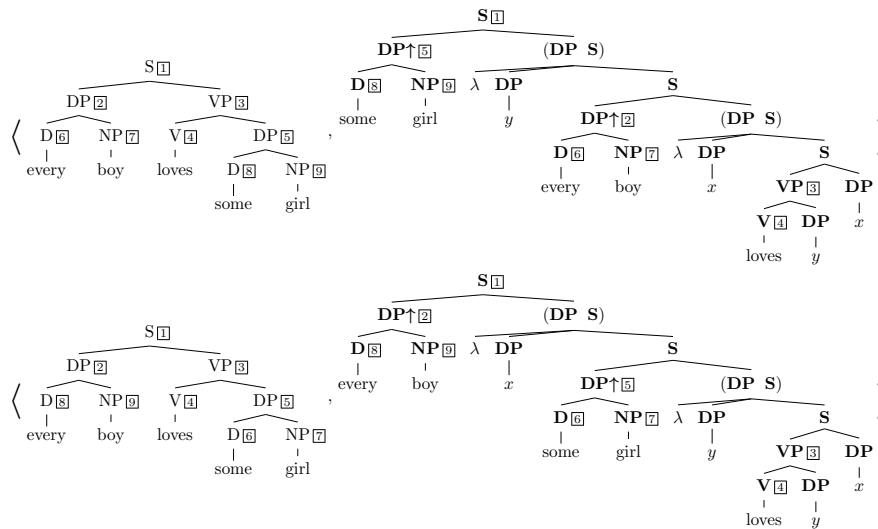 S 1
S 1
DP↑ 5 (DP S)
DP 2 VP 3
D 8 NP 9 λ DP S
D 6 NP 7 V 4 DP 5
⟨ , some girl y DP↑ 2 (DP S)
every boy loves D 8 NP 9
D 6 NP 7 λ DP S
some girl
every boy x VP 3 DP
V 4 DP x
loves y
S 1
S 1
DP↑ 2 (DP S)
DP 2 VP 3
D 8 NP 9 λ DP S
D 8 NP 9 V 4 DP 5
⟨ , every boy x DP↑ 5 (DP S)
every boy loves D 6 NP 7
D 6 NP 7 λ DP S
some girl
some girl y VP 3 DP
V 4 DP x
loves y